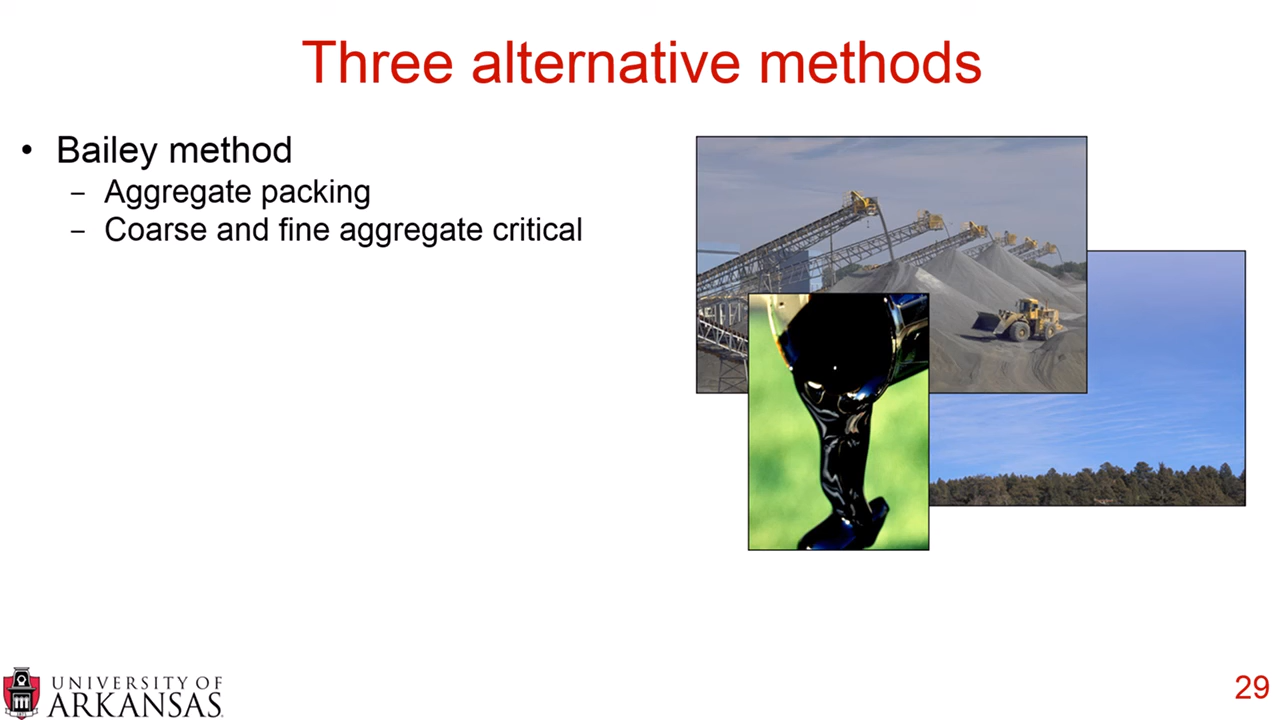 Three alternative methods
• Bailey method
– Aggregate packing
– Coarse and fine aggregate critical
UNIVERSITY OF
ARKANSAS
29